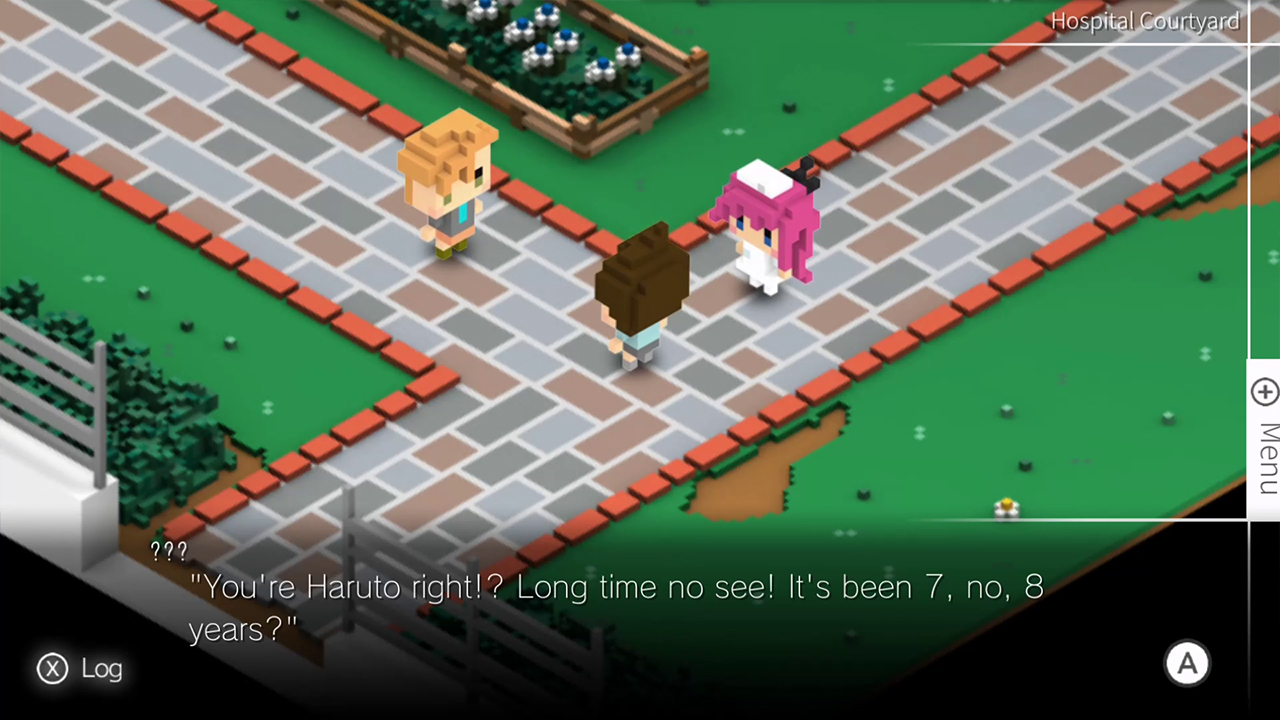 Hospital Courtyard
+ Menu
???
"You're Haruto right!? Long time no see! It's been 7, no, 8
years?"
X Log
A